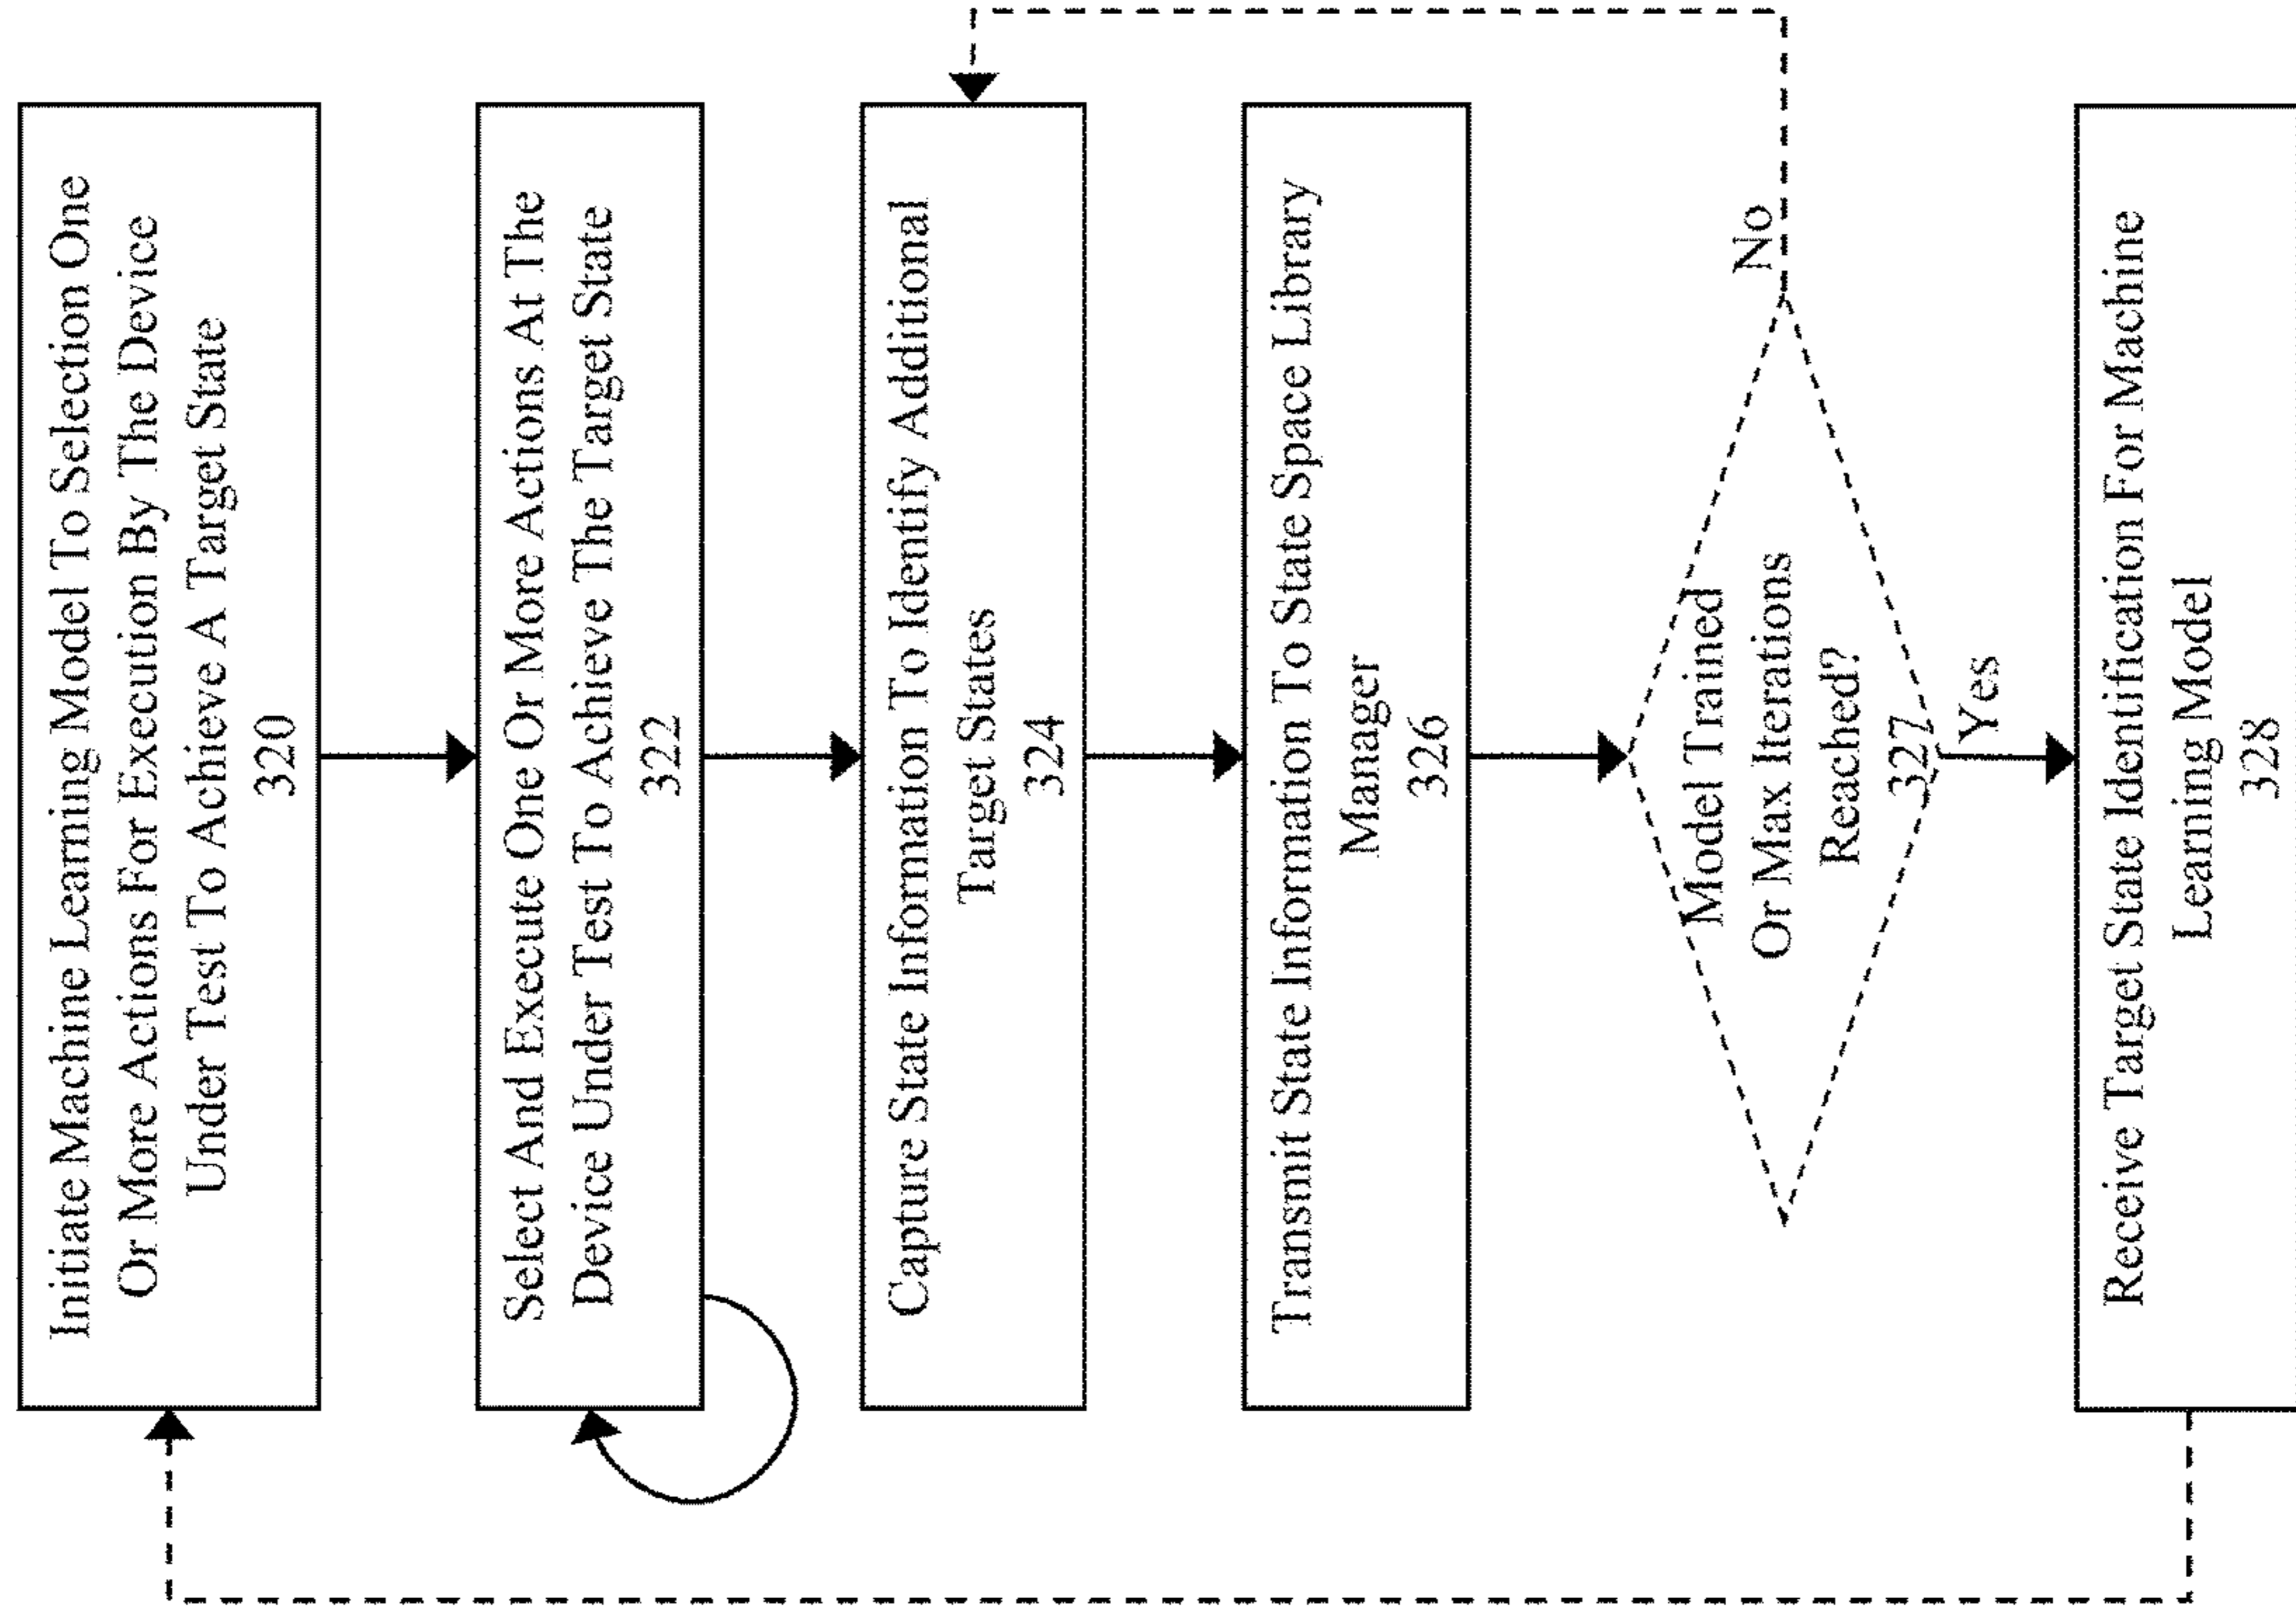 Initiate Machine Learning Model To Selection One
Or More Actions For Execution By The Device
Under Test To Achieve A Target State
320
Select And Execute One Or More Actions At The
Device Under Test To Achieve The Target State
322
Capture State Information To Identify Additional
Target States
324
Transmit State Information To State Space Library
Manager
326
Model Trained
Or Max Iterations
Reached?
327
No
Yes
Receive Target State Identification For Machine
Learning Model
328